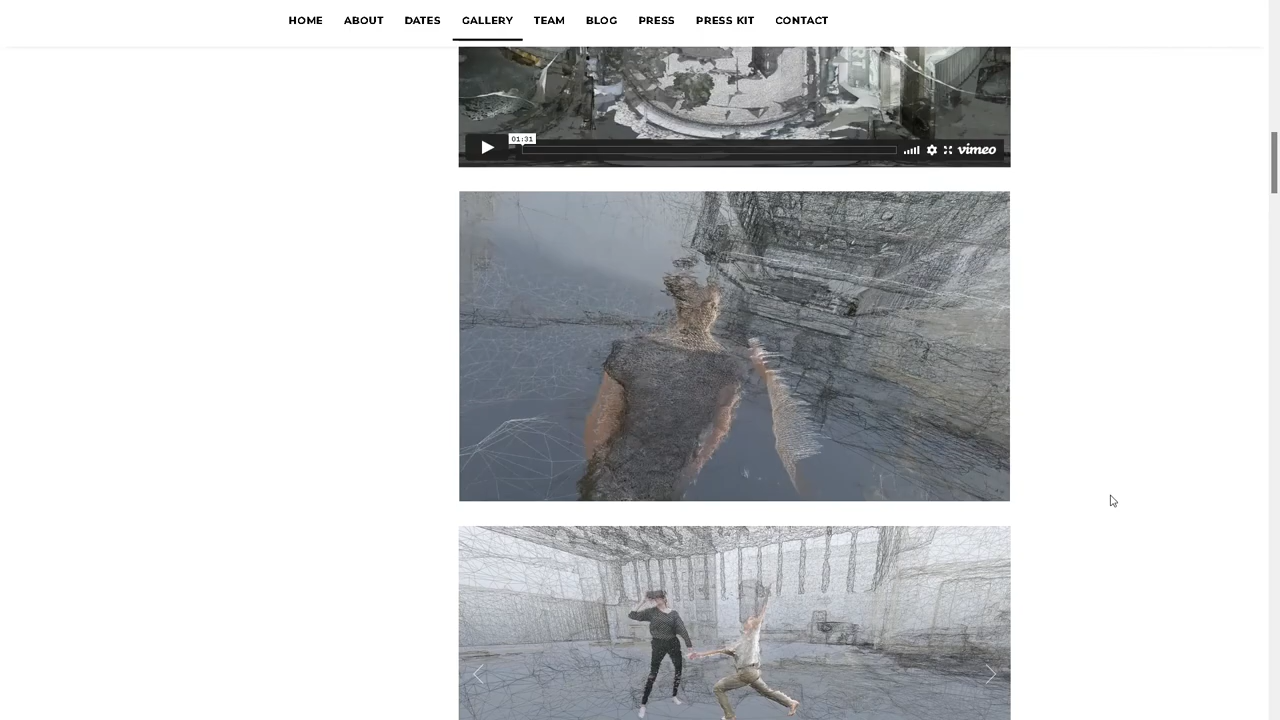 HOME ABOUT DATES GALLERY TEAM BLOG PRESS PRESS KIT CONTACT
01:31
vimeo